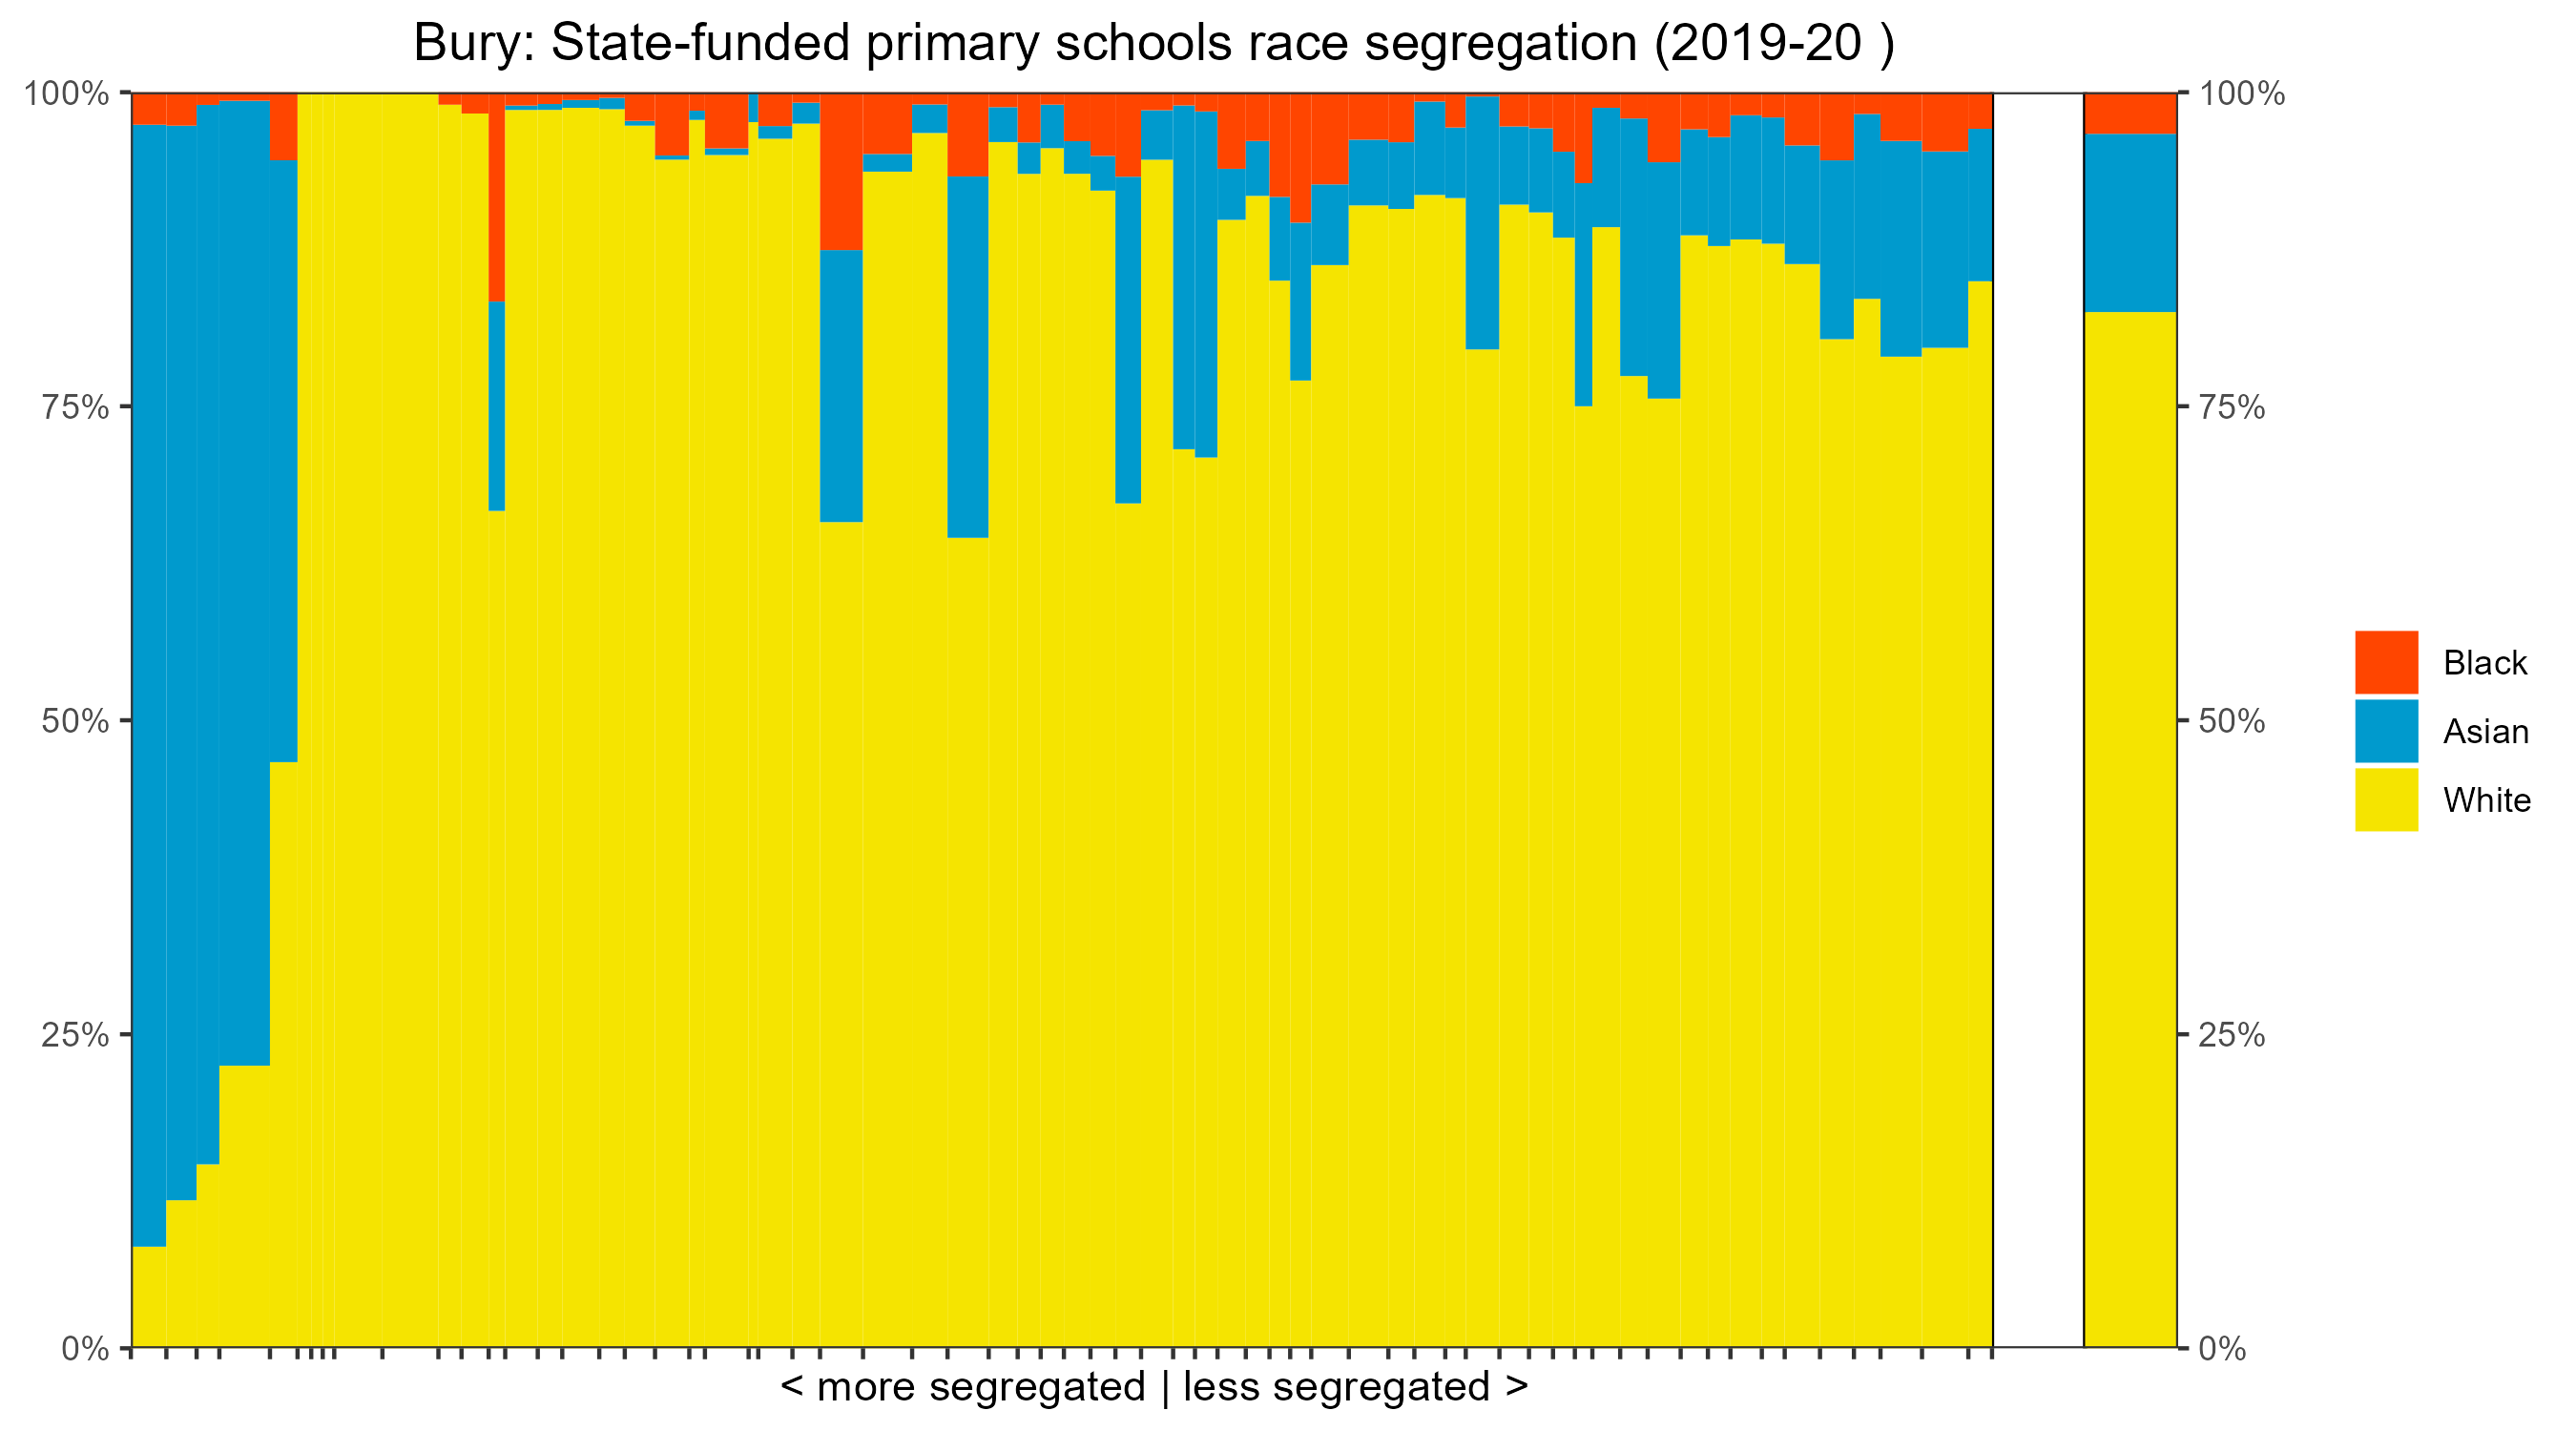 Bury: State-funded primary schools race segregation (2019-20 )
100%
75%
50%
25%
0%
100%
75%
50%
25%
0%
Black
Asian
White
< more segregated | less segregated >